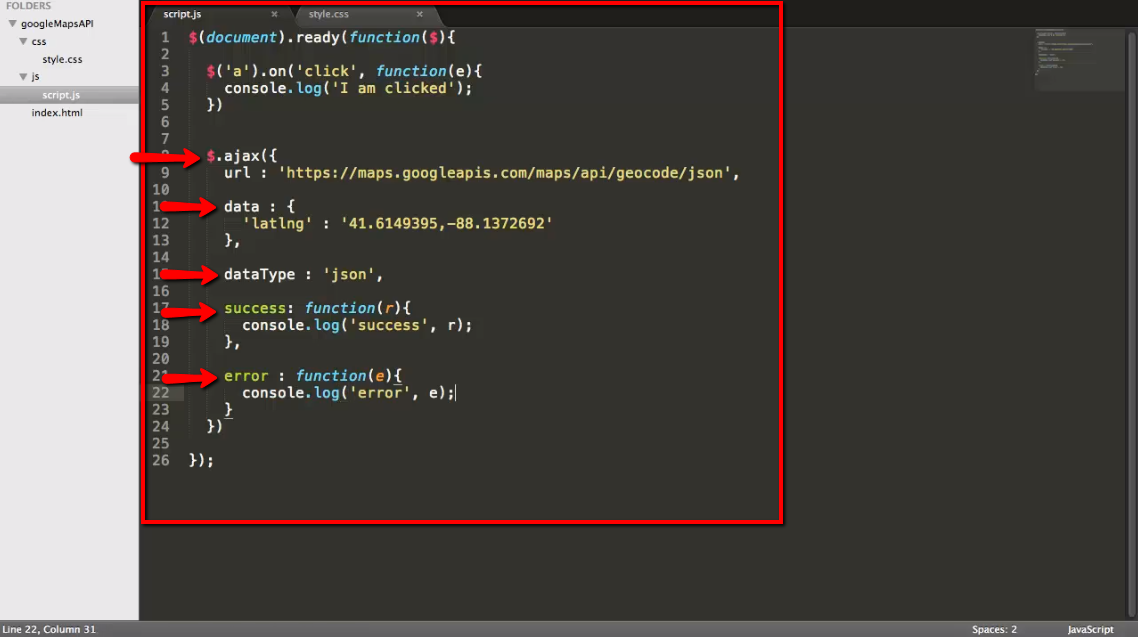 FOLDERS
googleMapsAPI
css
style.css
js
script.js
index.html
script.js × style.css ×
1 $(document).ready(function($){
2
3 $('a').on('click', function(e){
4 console.log('I am clicked');
5 })
6
7
8 $.ajax({
9 url : 'https://maps.googleapis.com/maps/api/geocode/json',
10
11 data : {
12 'latlng' : '41.6149395,-88.1372692'
13 },
14
15 dataType : 'json',
16
17 success: function(r){
18 console.log('success', r);
19 },
20
21 error : function(e){
22 console.log('error', e);
23 }
24 })
25
26 });
Line 22, Column 31 Spaces: 2 JavaScript